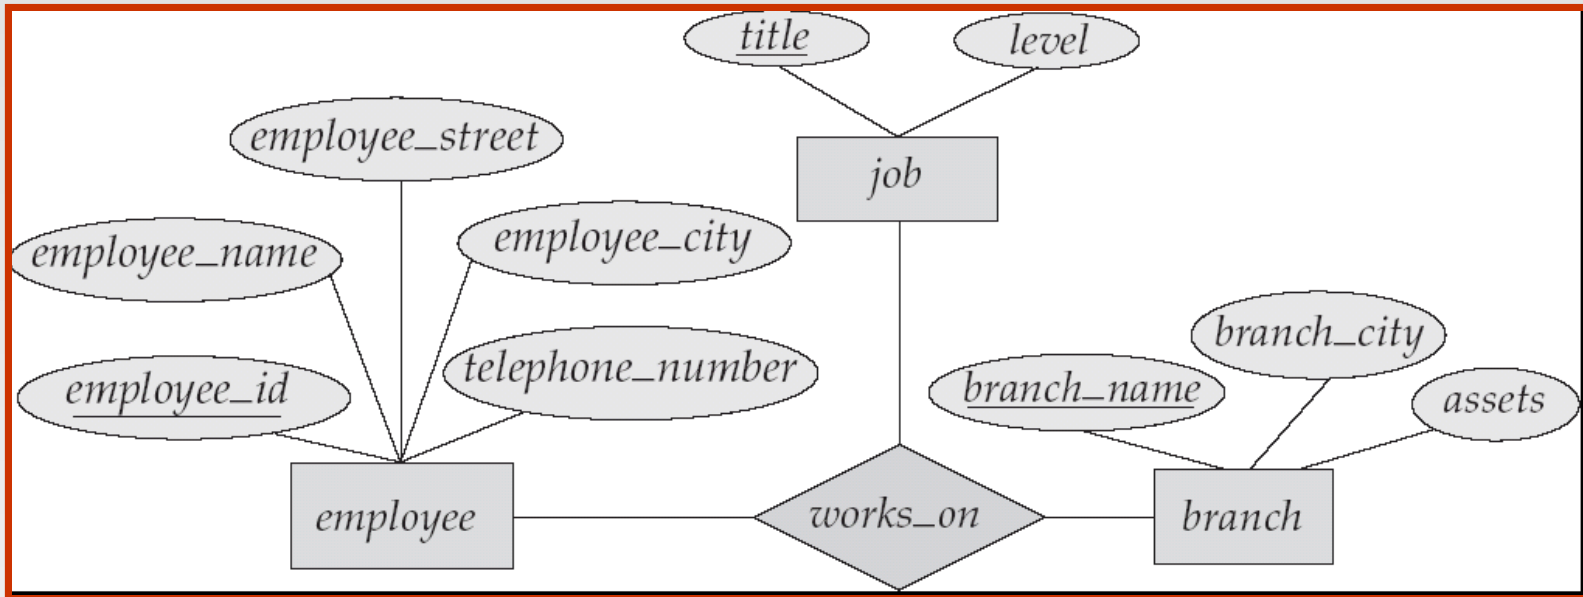 title
level
employee_street
job
employee_name
employee_city
branch_city
employee_id
telephone_number
branch_name
assets
employee
works_on
branch